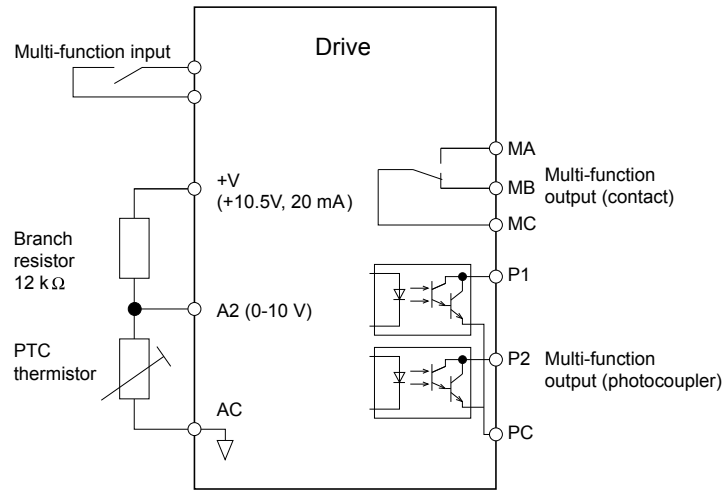 Drive
Multi-function input
+V
(+10.5V, 20 mA)
Branch
resistor
12 kΩ
A2 (0-10 V)
PTC
thermistor
AC
MA
MB
MC
Multi-function
output (contact)
P1
P2
PC
Multi-function
output (photocoupler)